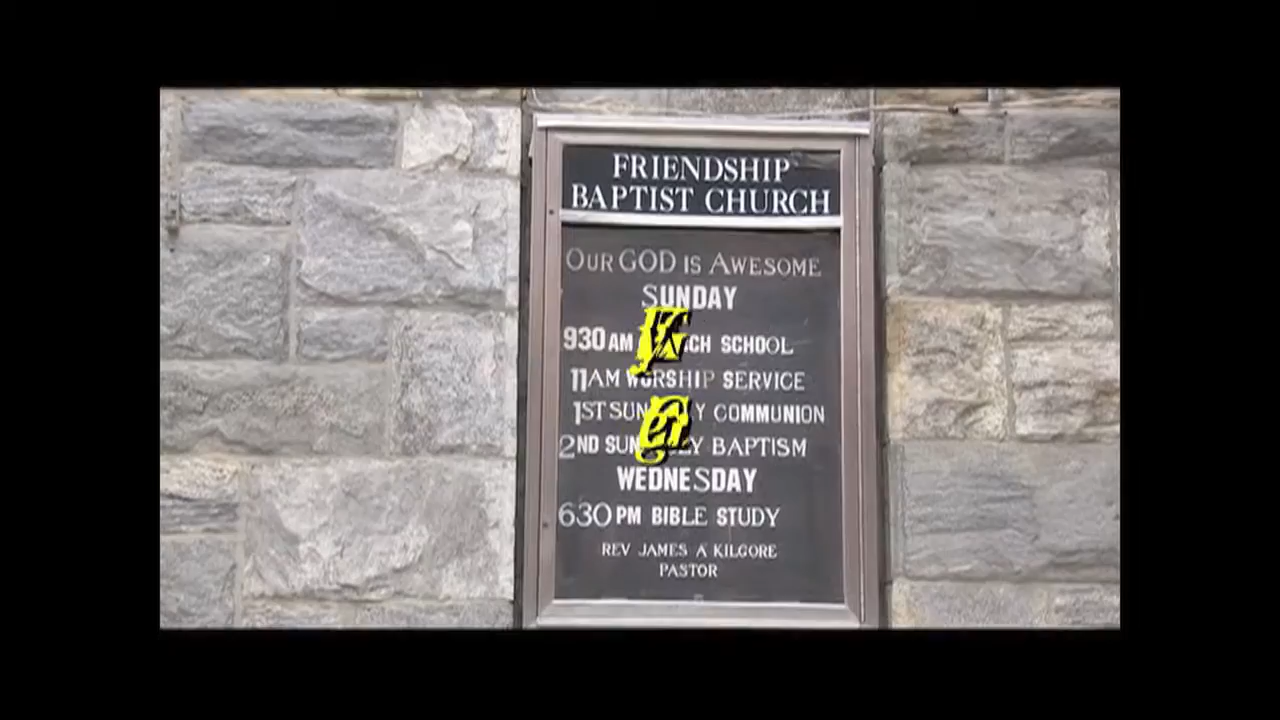 FRIENDSHIP
BAPTIST CHURCH
OUR GOD IS AWESOME
SUNDAY
930 AM SCHOOL
11AM WORSHIP SERVICE
1ST COMMUNION
2ND BAPTISM
WEDNESDAY
630 PM BIBLE STUDY
REV JAMES A KILGORE
PASTOR